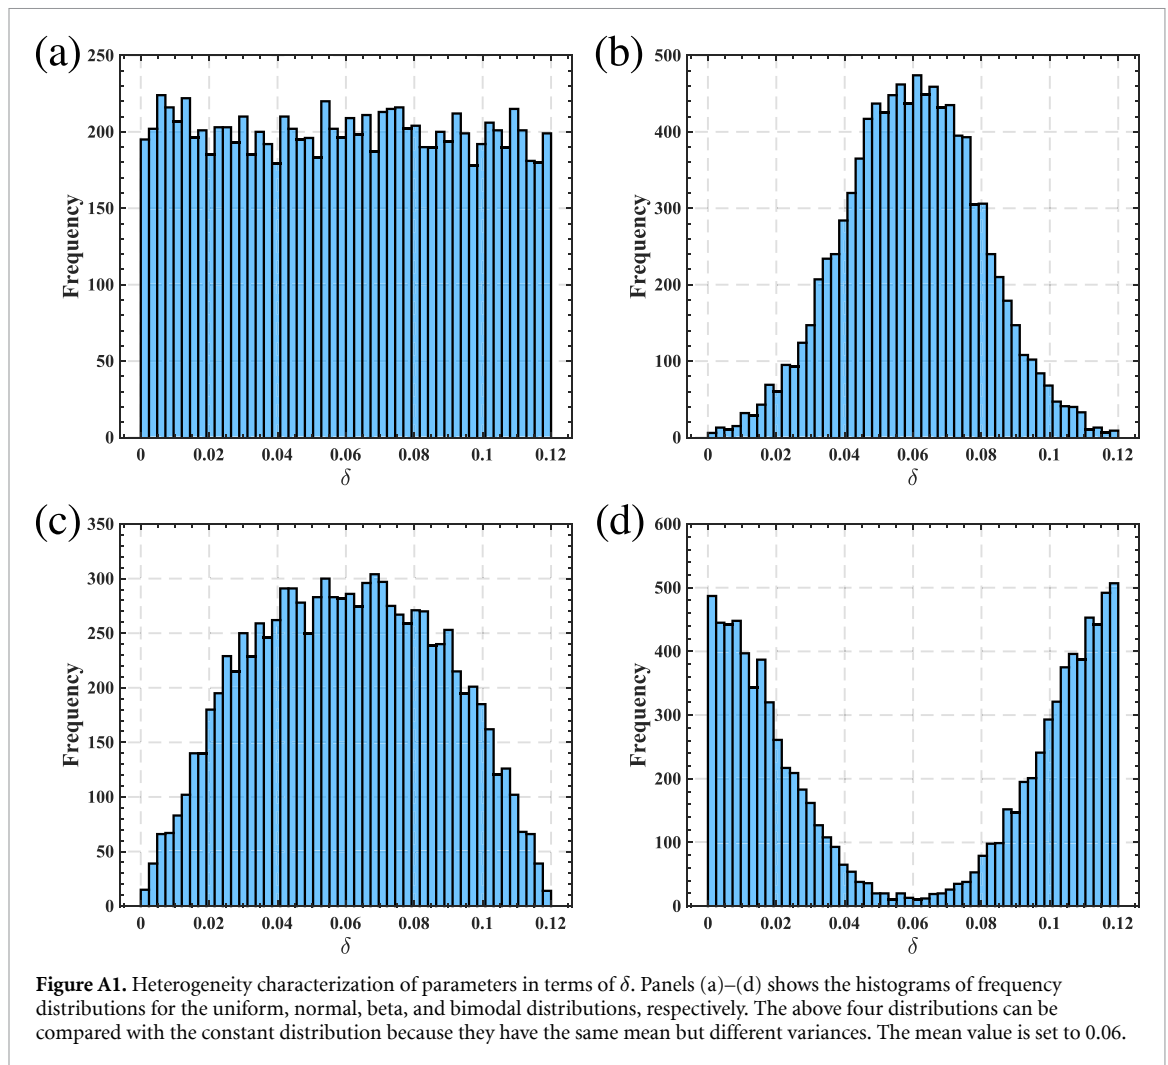 (a)
250
200
150
100
50
0
Frequency
0 0.02 0.04 0.06 0.08 0.1 0.12
δ
(b)
500
400
300
200
100
0
Frequency
0 0.02 0.04 0.06 0.08 0.1 0.12
δ
(c)
350
300
250
200
150
100
50
0
Frequency
0 0.02 0.04 0.06 0.08 0.1 0.12
δ
(d)
600
500
400
300
200
100
0
Frequency
0 0.02 0.04 0.06 0.08 0.1 0.12
δ
Figure A1. Heterogeneity characterization of parameters in terms of δ. Panels (a)–(d) shows the histograms of frequency
distributions for the uniform, normal, beta, and bimodal distributions, respectively. The above four distributions can be
compared with the constant distribution because they have the same mean but different variances. The mean value is set to 0.06.